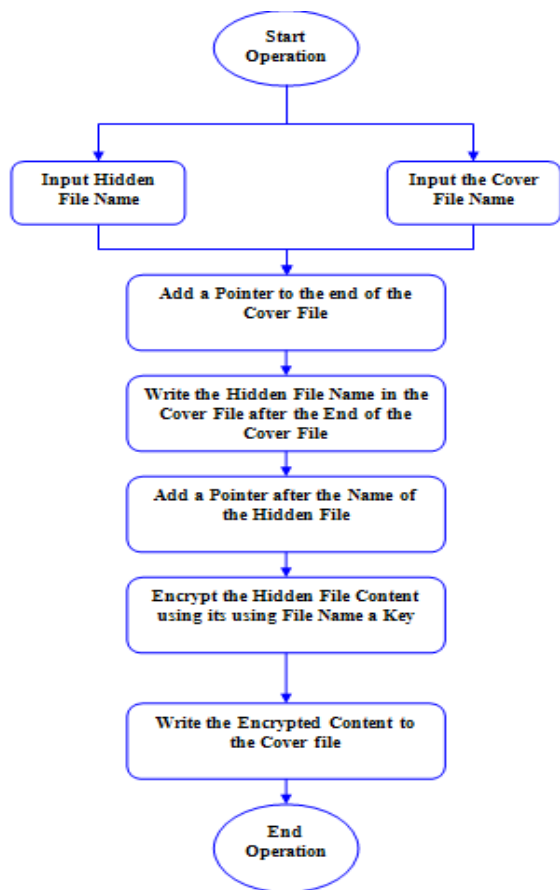 Start
Operation
Input Hidden
File Name
Input the Cover
File Name
Add a Pointer to the end of the
Cover File
Write the Hidden File Name in the
Cover File after the End of the
Cover File
Add a Pointer after the Name of
the Hidden File
Encrypt the Hidden File Content
using its using File Name a Key
Write the Encrypted Content to
the Cover file
End
Operation